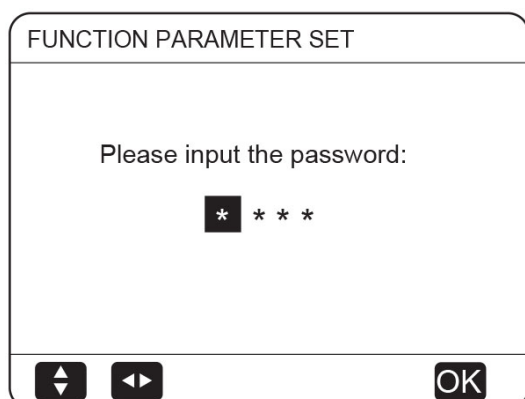 FUNCTION PARAMETER SET
Please input the password:
* * * *
OK